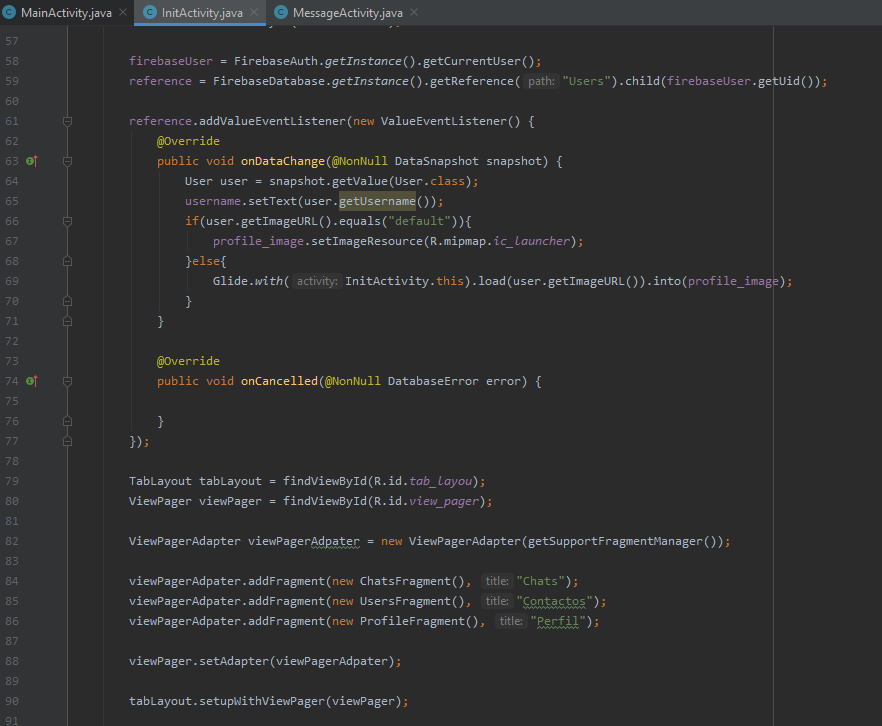 MainActivity.java InitActivity.java MessageActivity.java
57
58 firebaseUser = FirebaseAuth.getInstance().getCurrentUser();
59 reference = FirebaseDatabase.getInstance().getReference( path: "Users").child(firebaseUser.getUid());
60
61 reference.addValueEventListener(new ValueEventListener() {
62 @Override
63 public void onDataChange(@NonNull DataSnapshot snapshot) {
64 User user = snapshot.getValue(User.class);
65 username.setText(user.getUsername());
66 if(user.getImageURL().equals("default")){
67 profile_image.setImageResource(R.mipmap.ic_launcher);
68 }else{
69 Glide.with( activity: InitActivity.this).load(user.getImageURL()).into(profile_image);
70 }
71 }
72
73 @Override
74 public void onCancelled(@NonNull DatabaseError error) {
75
76 }
77 });
78
79 TabLayout tabLayout = findViewById(R.id.tab_layou);
80 ViewPager viewPager = findViewById(R.id.view_pager);
81
82 ViewPagerAdapter viewPagerAdpater = new ViewPagerAdapter(getSupportFragmentManager());
83
84 viewPagerAdpater.addFragment(new ChatsFragment(), title: "Chats");
85 viewPagerAdpater.addFragment(new UsersFragment(), title: "Contactos");
86 viewPagerAdpater.addFragment(new ProfileFragment(), title: "Perfil");
87
88 viewPager.setAdapter(viewPagerAdpater);
89
90 tabLayout.setupWithViewPager(viewPager);
91